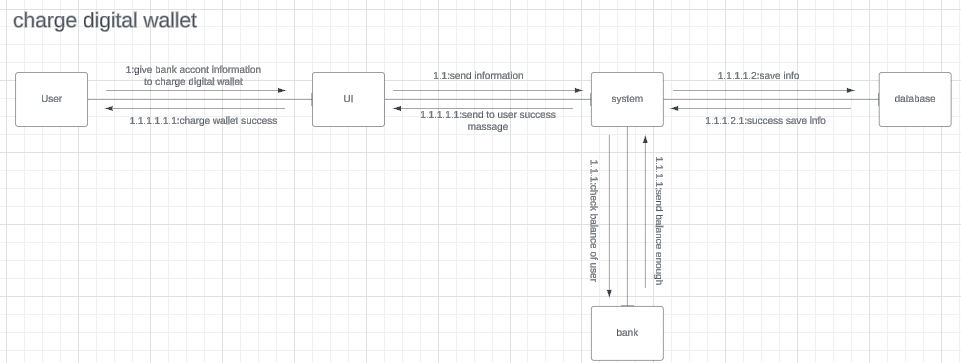 charge digital wallet
1:give bank accont information
to charge digital wallet
1.1:send information
1.1.1.1.2:save info
User
UI
system
database
1.1.1.1.1.1:charge wallet success
1.1.1.1.1:send to user success
massage
1.1.1.2.1:success save info
1.1.1:check balance of user
1.1.1.1:send balance enough
bank